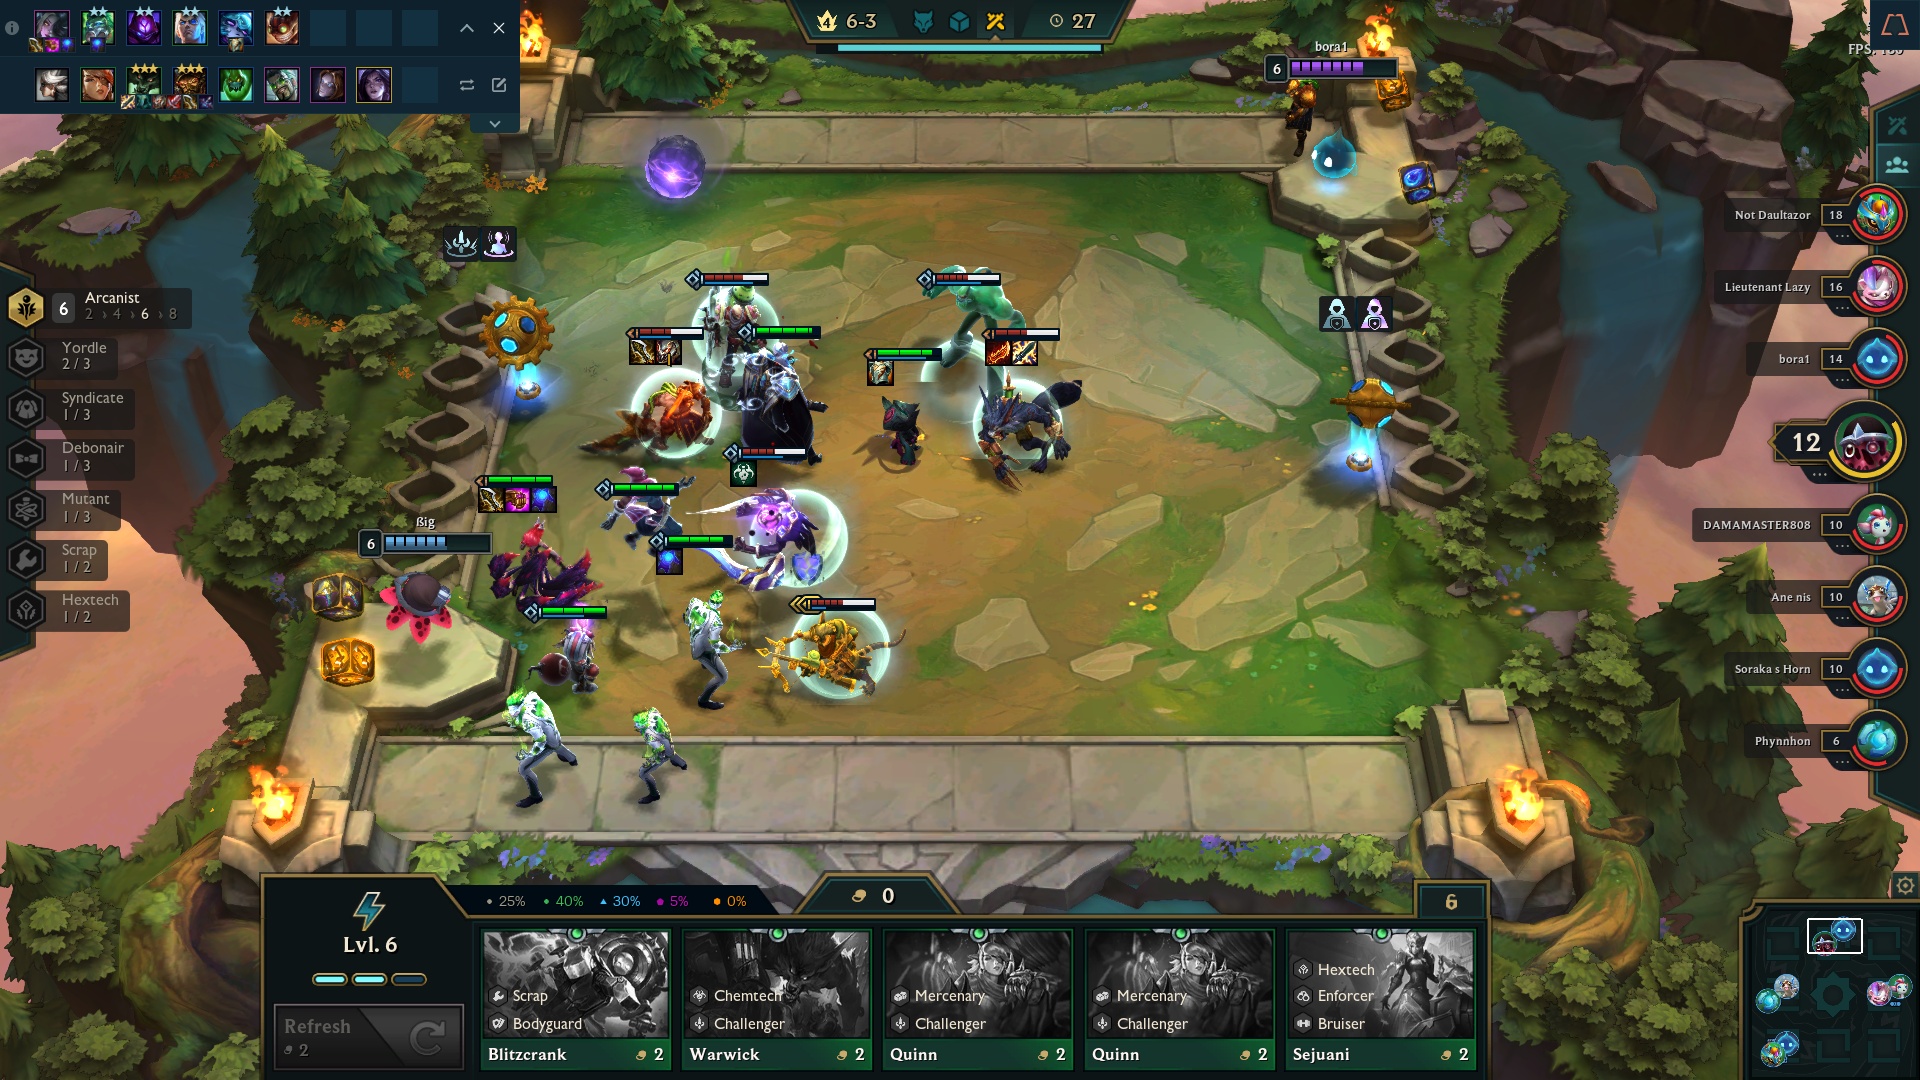 6-3
27
4
FPS:
bora1
6
Not Daultazor 18
Lieutenant Lazy 16
bora1 14
12
DAMAMASTER808 10
Ane nis 10
Soraka s Horn 10
Phynnhon 6
6 Arcanist
2 › 4 › 6 › 8
Yordle
2 / 3
Syndicate
1 / 3
Debonair
1 / 3
Mutant
1 / 3
Scrap
1 / 2
Hextech
1 / 2
ßig
6
Lvl. 6
25% 40% 30% 5% 0%
0
6
Refresh
2
Scrap
Bodyguard
Blitzcrank 2
Chemtech
Challenger
Warwick 2
Mercenary
Challenger
Quinn 2
Mercenary
Challenger
Quinn 2
Hextech
Enforcer
Bruiser
Sejuani 2